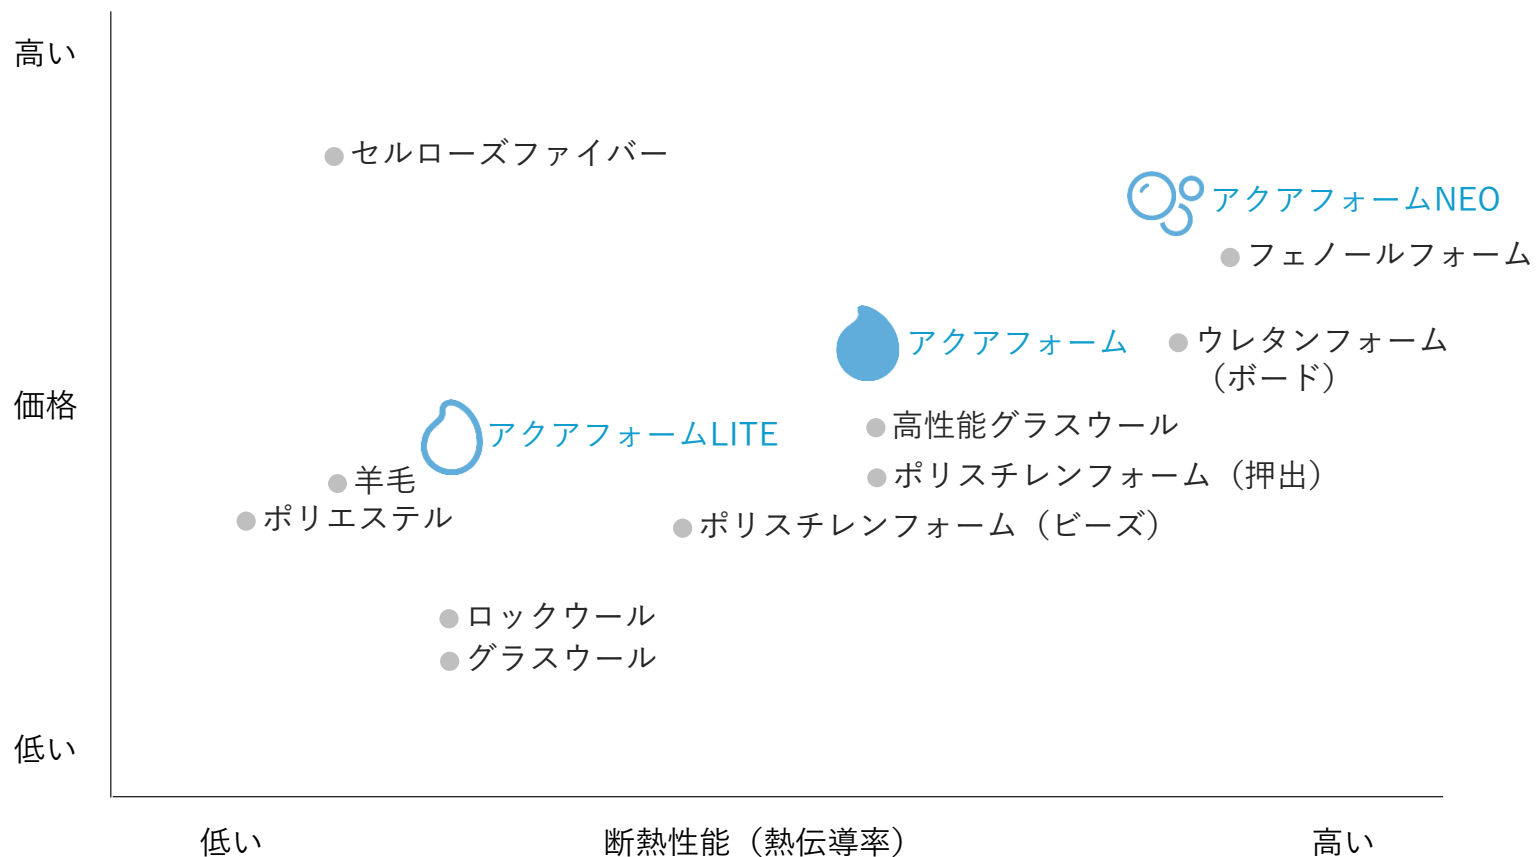 高い
セルローズファイバー
アクアフォームNEO
フェノールフォーム
アクアフォーム
ウレタンフォーム
（ボード）
価格
高性能グラスウール
アクアフォームLITE
羊毛
ポリスチレンフォーム（押出）
ポリエステル
ポリスチレンフォーム（ビーズ）
ロックウール
グラスウール
低い
低い
断熱性能（熱伝導率）
高い